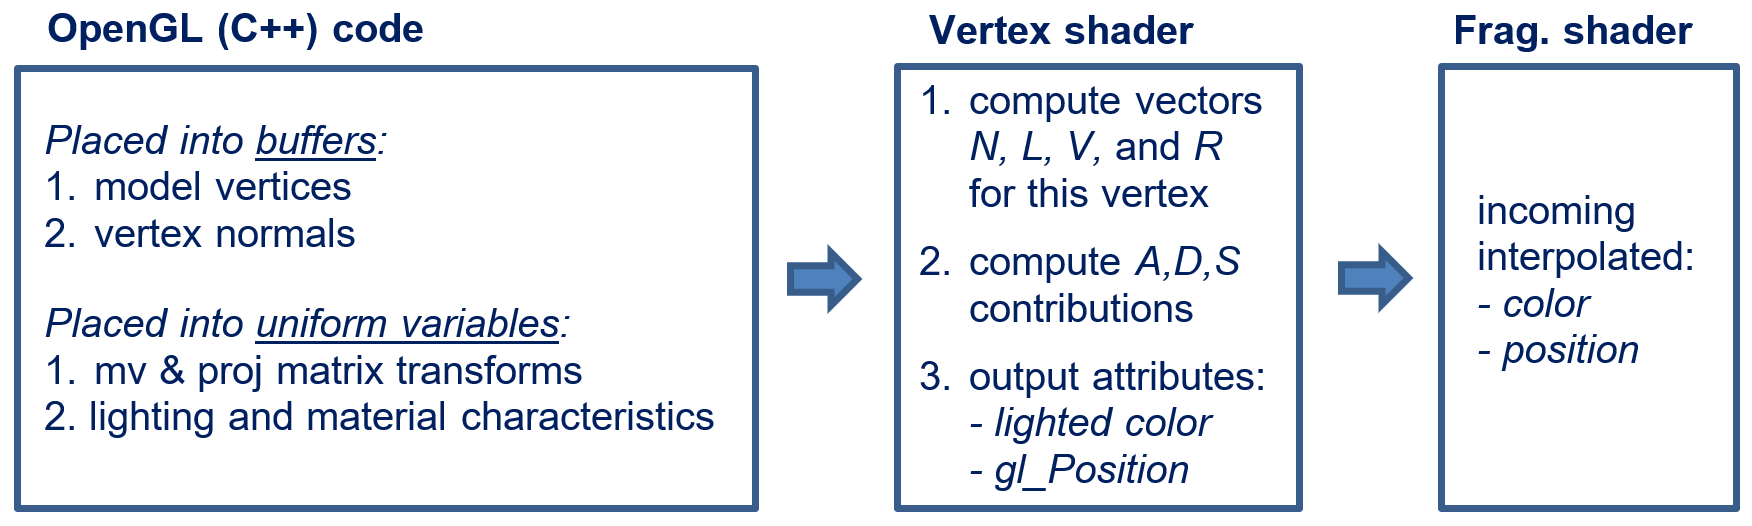 OpenGL (C++) code
Placed into buffers:
1. model vertices
2. vertex normals
Placed into uniform variables:
1. mv & proj matrix transforms
2. lighting and material characteristics
Vertex shader
1. compute vectors
N, L, V, and R
for this vertex
2. compute A,D,S
contributions
3. output attributes:
- lighted color
- gl_Position
Frag. shader
incoming
interpolated:
- color
- position